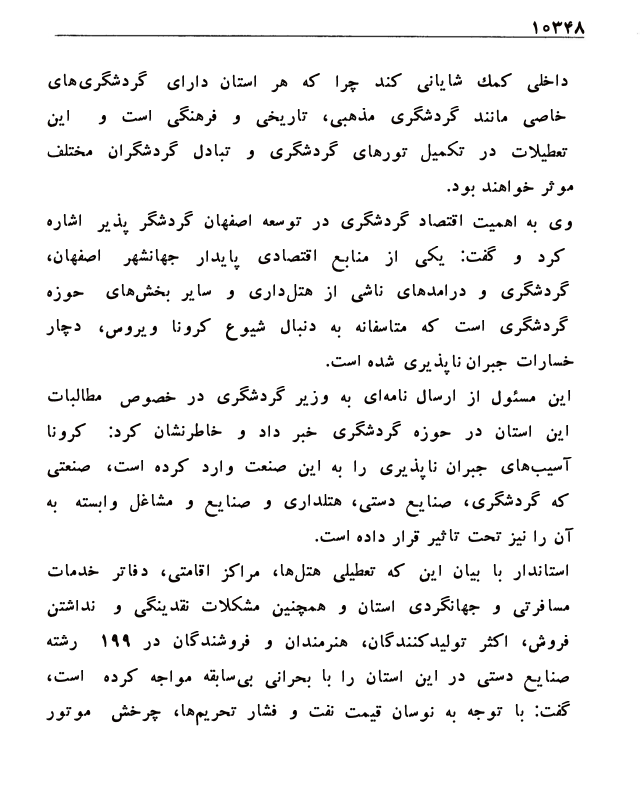 ۱۰۳۴۸
داخلی کمك شایانی کند چرا که هر استان دارای گردشگری‌های
خاصی مانند گردشگری مذهبی، تاریخی و فرهنگی است و این
تعطیلات در تکمیل تورهای گردشگری و تبادل گردشگران مختلف
موثر خواهند بود.
وی به اهمیت اقتصاد گردشگری در توسعه اصفهان گردشگر پذیر اشاره
کرد و گفت: یکی از منابع اقتصادی پایدار جهانشهر اصفهان،
گردشگری و درامدهای ناشی از هتل‌داری و سایر بخش‌های حوزه
گردشگری است که متاسفانه به دنبال شیوع کرونا ویروس، دچار
خسارات جبران ناپذیری شده است.
این مسئول از ارسال نامه‌ای به وزیر گردشگری در خصوص مطالبات
این استان در حوزه گردشگری خبر داد و خاطرنشان کرد: کرونا
آسیب‌های جبران ناپذیری را به این صنعت وارد کرده است، صنعتی
که گردشگری، صنایع دستی، هتلداری و صنایع و مشاغل وابسته به
آن را نیز تحت تاثیر قرار داده است.
استاندار با بیان این که تعطیلی هتل‌ها، مراکز اقامتی، دفاتر خدمات
مسافرتی و جهانگردی استان و همچنین مشکلات نقدینگی و نداشتن
فروش، اکثر تولیدکنندگان، هنرمندان و فروشندگان در ۱۹۹ رشته
صنایع دستی در این استان را با بحرانی بی‌سابقه مواجه کرده است،
گفت: با توجه به نوسان قیمت نفت و فشار تحریم‌ها، چرخش موتور